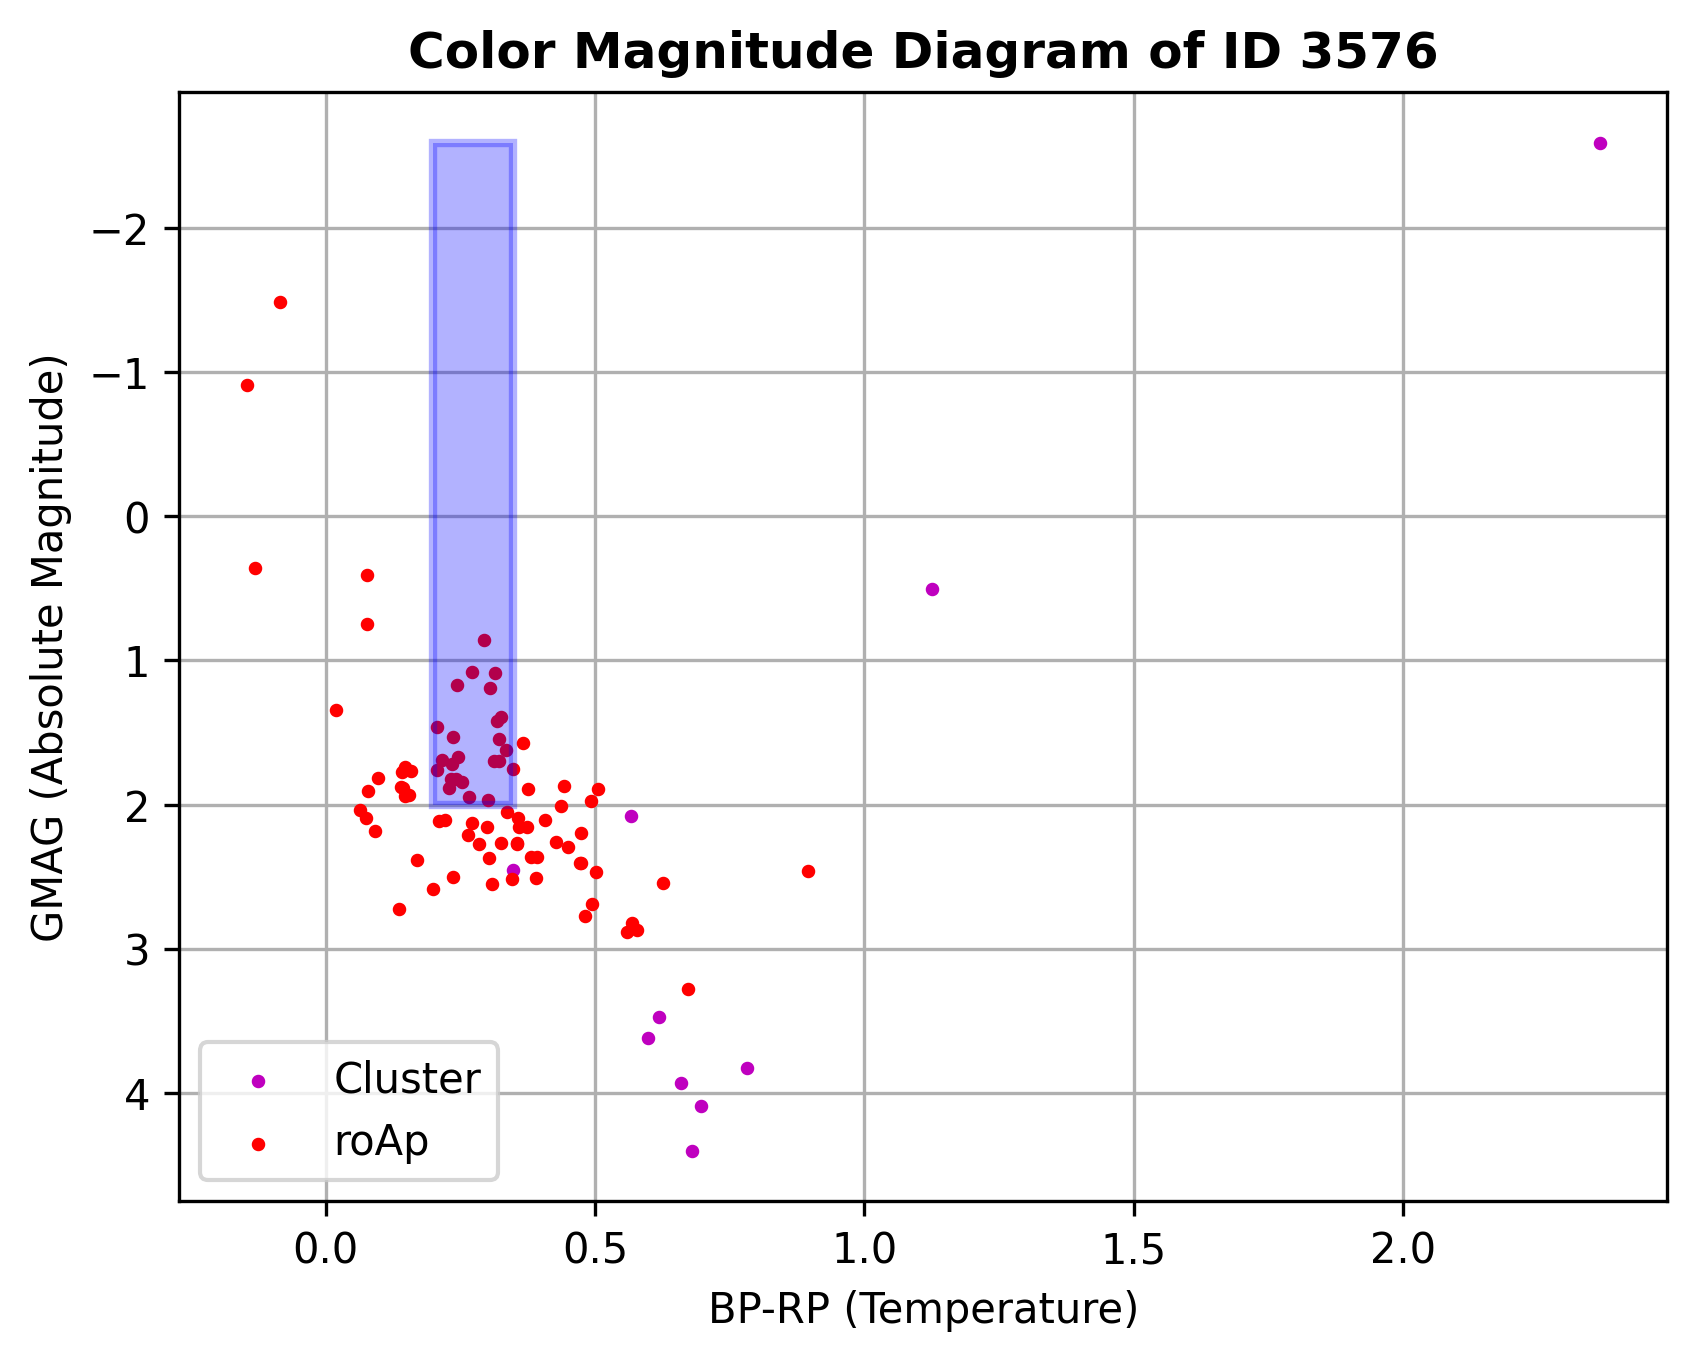 Color Magnitude Diagram of ID 3576
GMAG (Absolute Magnitude)
−2
−1
0
1
2
3
4
Cluster
roAp
0.0 0.5 1.0 1.5 2.0
BP-RP (Temperature)